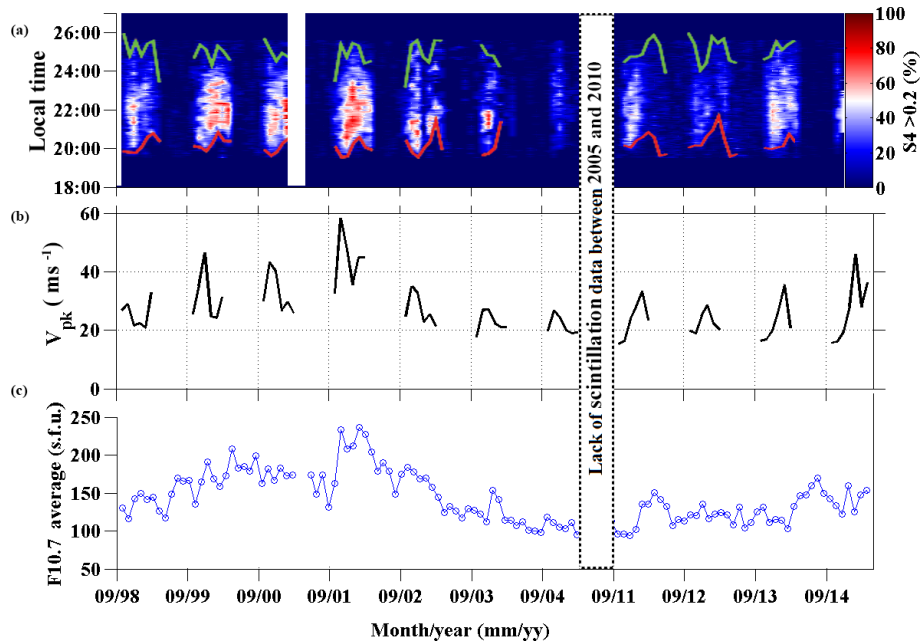 (a)
Local time
26:00
24:00
22:00
20:00
18:00
100
80
60
40
20
0
S4 >0.2 (%)
(b)
V_pk ( ms ⁻¹)
60
40
20
0
Lack of scintillation data between 2005 and 2010
(c)
F10.7 average (s.f.u.)
250
200
150
100
50
09/98 09/99 09/00 09/01 09/02 09/03 09/04 09/11 09/12 09/13 09/14
Month/year (mm/yy)